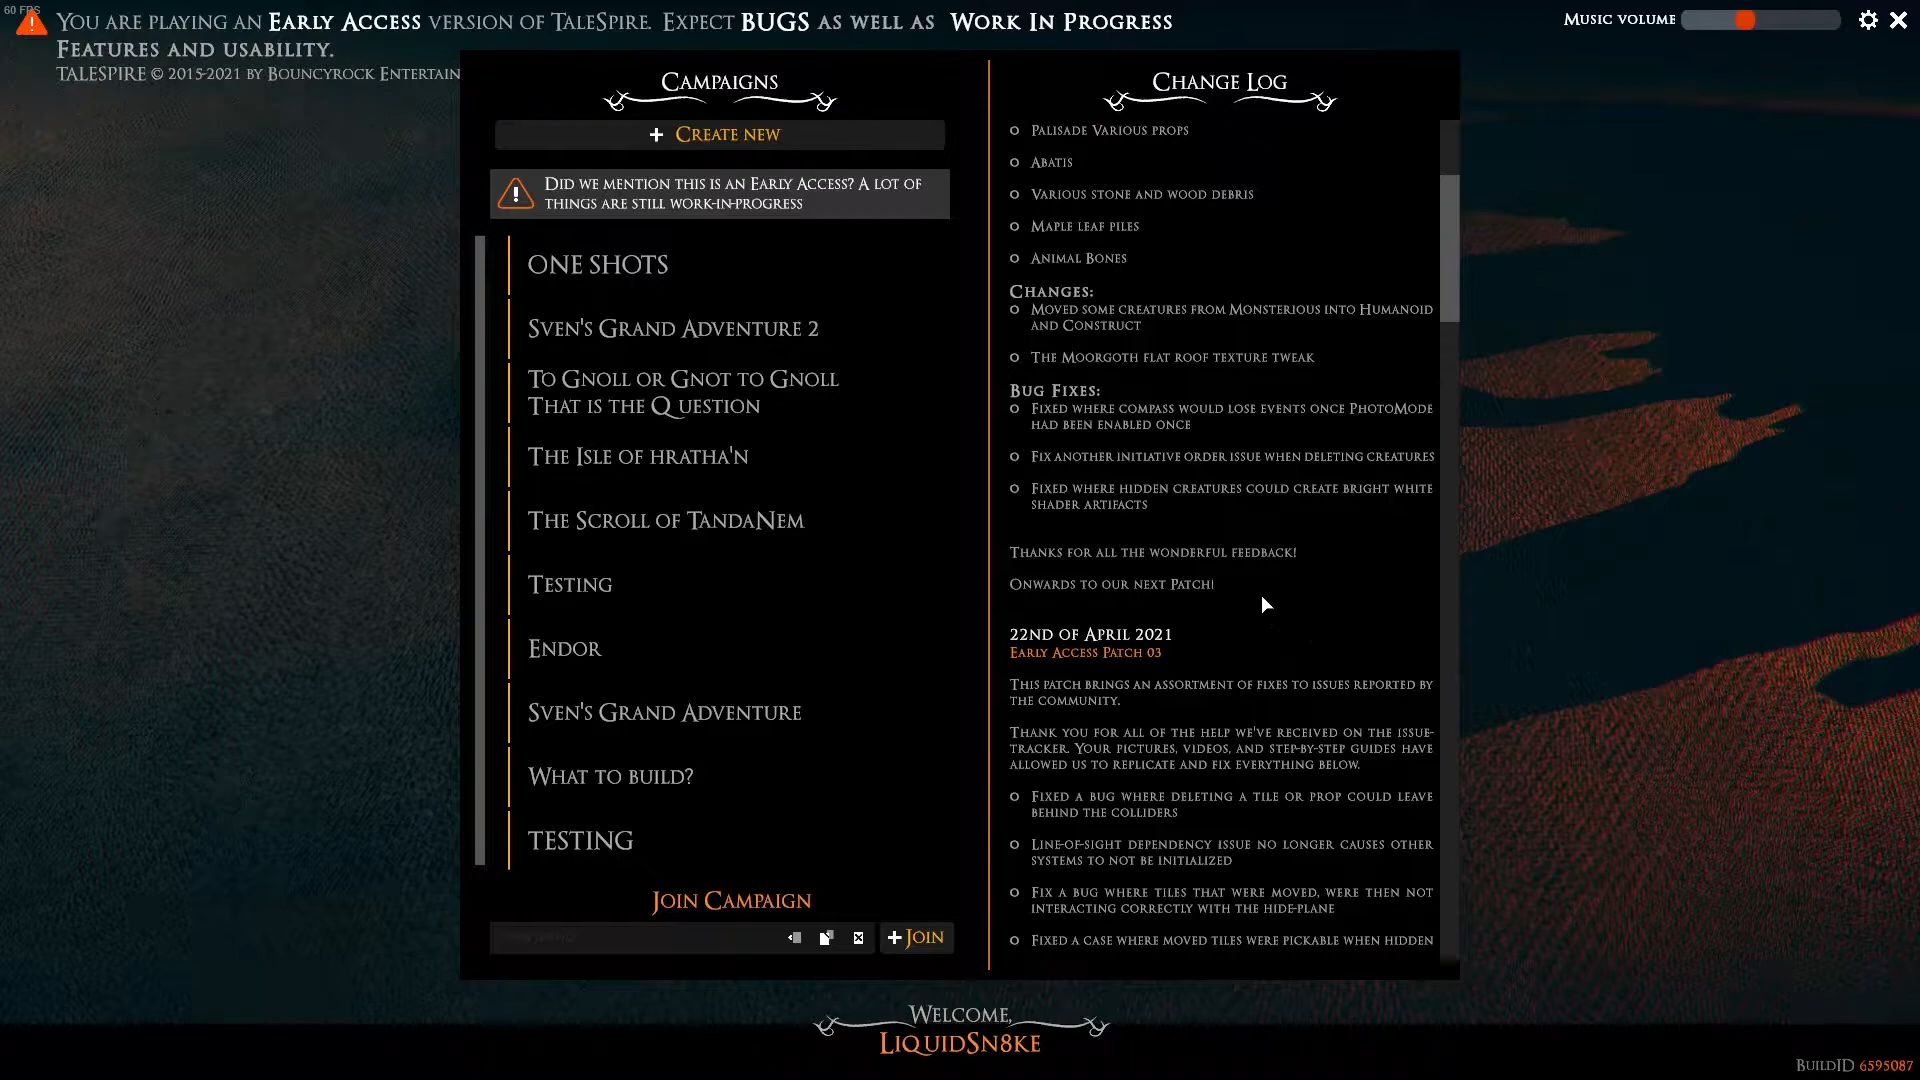 60 FPS
You are playing an Early Access version of TaleSpire. Expect BUGS as well as Work In Progress
Features and usability.
TaleSpire © 2015-2021 by Bouncyrock Entertain
Music volume
Campaigns
+ Create new
Did we mention this is an Early Access? A lot of
things are still work-in-progress
ONE SHOTS
Sven's Grand Adventure 2
To Gnoll or Gnot to Gnoll
That is the Question
The Isle of hratha'n
The Scroll of TandaNem
Testing
Endor
Sven's Grand Adventure
What to build?
TESTING
Join Campaign
+ Join
Change Log
Palisade Various props
Abatis
Various stone and wood debris
Maple leaf piles
Animal Bones
Changes:
Moved some creatures from Monsterious into Humanoid
and Construct
The Moorgoth flat roof texture tweak
Bug Fixes:
Fixed where compass would lose events once PhotoMode
had been enabled once
Fix another initiative order issue when deleting creatures
Fixed where hidden creatures could create bright white
shader artifacts
Thanks for all the wonderful feedback!
Onwards to our next Patch!
22nd of April 2021
Early Access Patch 03
This patch brings an assortment of fixes to issues reported by
the community.
Thank you for all of the help we've received on the issue-
tracker. Your pictures, videos, and step-by-step guides have
allowed us to replicate and fix everything below.
Fixed a bug where deleting a tile or prop could leave
behind the colliders
Line-of-sight dependency issue no longer causes other
systems to not be initialized
Fix a bug where tiles that were moved, were then not
interacting correctly with the hide-plane
Fixed a case where moved tiles were pickable when hidden
Welcome,
LiquidSn8ke
BuildID 6595087